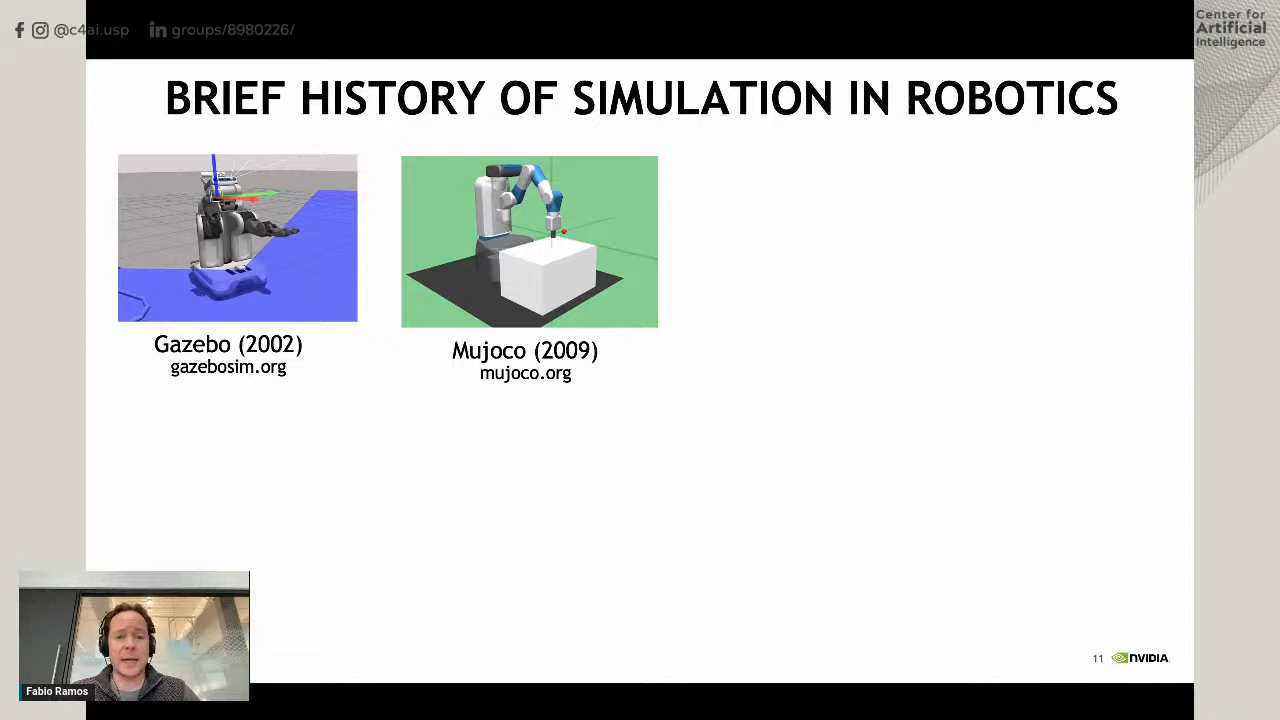 @c4ai.usp
groups/8980226/
Center for
Artificial
Intelligence
BRIEF HISTORY OF SIMULATION IN ROBOTICS
Gazebo (2002)
gazebosim.org
Mujoco (2009)
mujoco.org
Fabio Ramos
11
NVIDIA